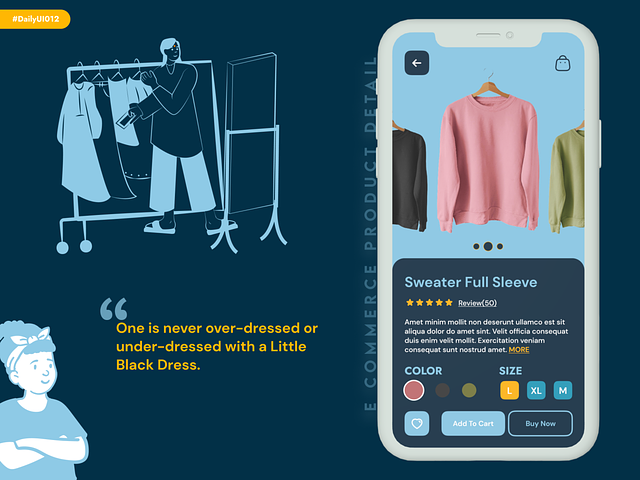 #DailyUI012
“
One is never over-dressed or
under-dressed with a Little
Black Dress.
E COMMERCE PRODUCT DETAIL
Sweater Full Sleeve
Review(50)
Amet minim mollit non deserunt ullamco est sit
aliqua dolor do amet sint. Velit officia consequat
duis enim velit mollit. Exercitation veniam
consequat sunt nostrud amet. MORE
COLOR SIZE
L XL M
Add To Cart Buy Now